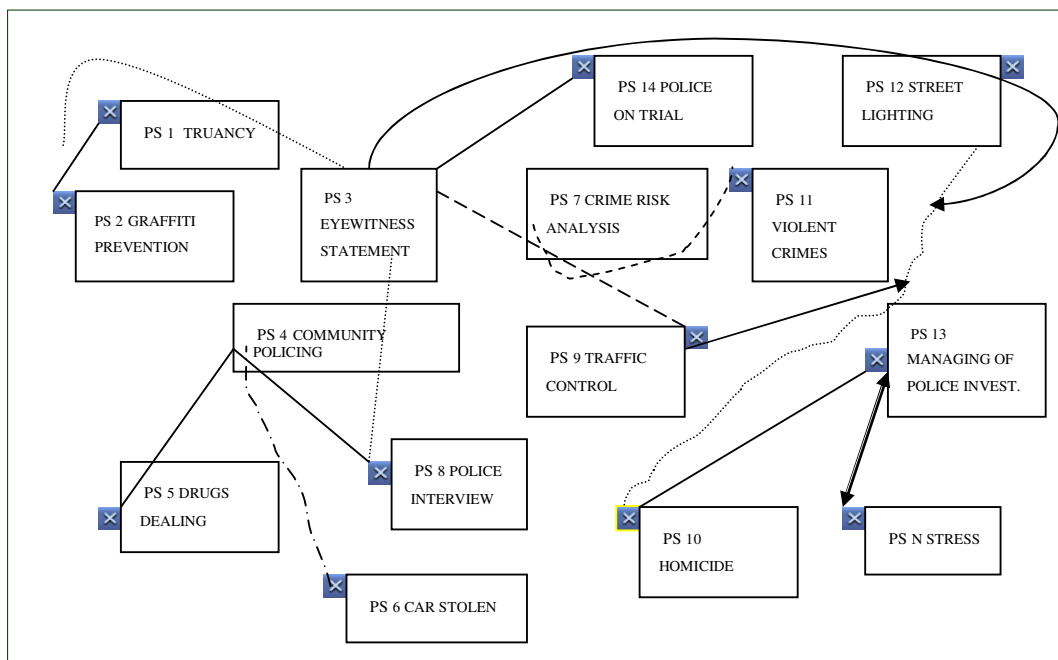 PS 1 TRUANCY
PS 2 GRAFFITI
PREVENTION
PS 3
EYEWITNESS
STATEMENT
PS 14 POLICE
ON TRIAL
PS 12 STREET
LIGHTING
PS 7 CRIME RISK
ANALYSIS
PS 11
VIOLENT
CRIMES
PS 4 COMMUNITY
POLICING
PS 9 TRAFFIC
CONTROL
PS 13
MANAGING OF
POLICE INVEST.
PS 5 DRUGS
DEALING
PS 8 POLICE
INTERVIEW
PS 10
HOMICIDE
PS N STRESS
PS 6 CAR STOLEN